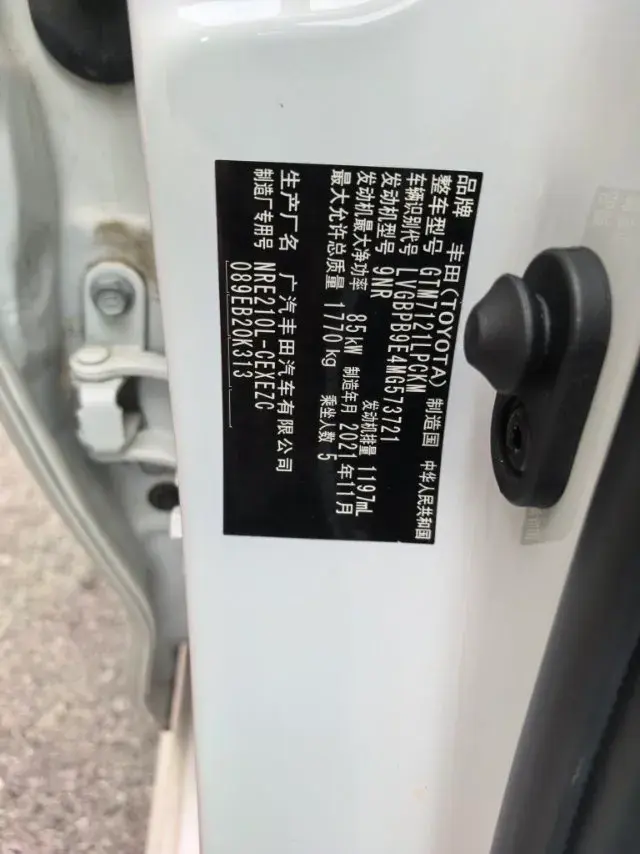 品牌 丰田(TOYOTA) 制造国 中华人民共和国
整车型号 GTM7121LPCKM
车辆识别代号 LVGBPB9E4MG573721
发动机型号 9NR 发动机排量 1197mL
发动机最大净功率 85kW 制造年月 2021年11月
最大允许总质量 1770kg 乘坐人数 5
生产厂名 广汽丰田汽车有限公司
制造厂专用号 NRE210L-CEXEZC
089EB20K313